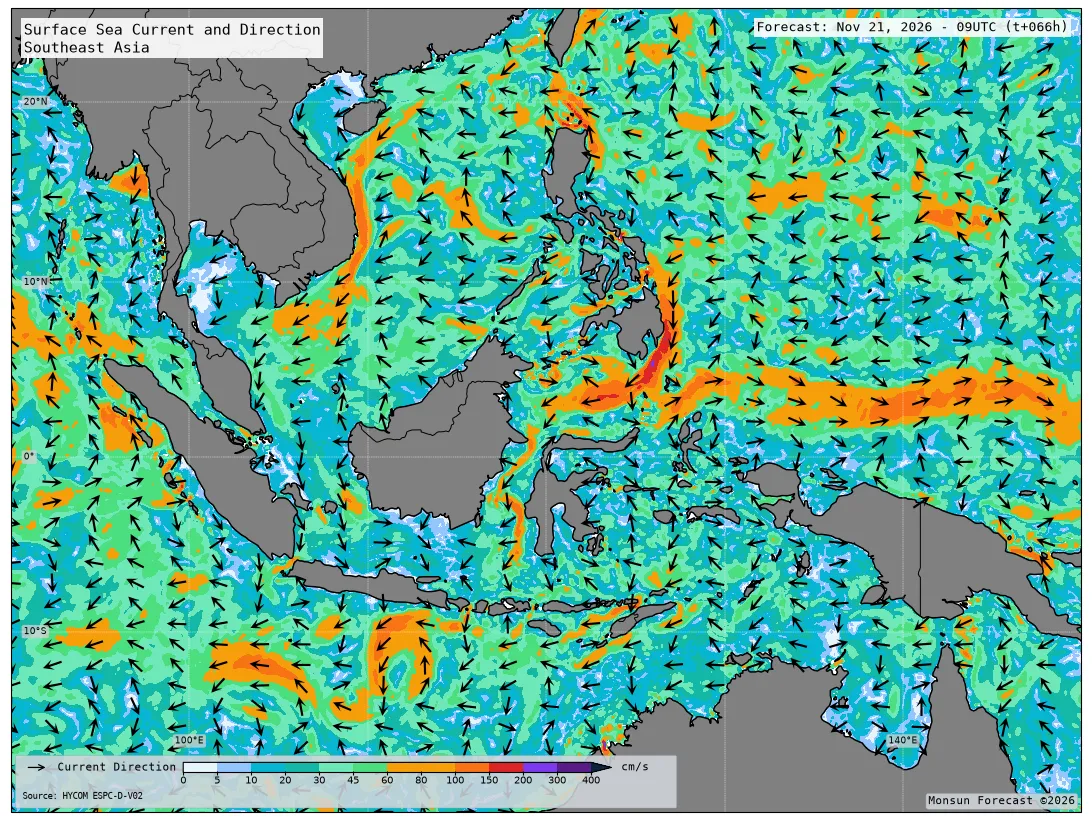 Surface Sea Current and Direction
Southeast Asia
Forecast: Nov 21, 2026 - 09UTC (t+066h)
20°N
10°N
0°
10°S
100°E
140°E
Current Direction
cm/s
0 5 10 20 30 45 60 80 100 150 200 300 400
Source: HYCOM ESPC-D-V02
Monsun Forecast ©2026